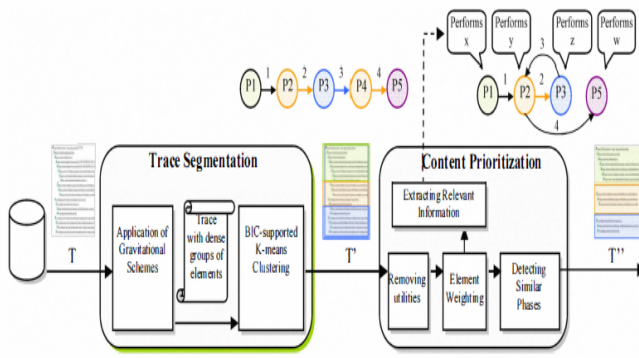 Performs
x
Performs
y
Performs
z
Performs
w
3
P1
1
P2
2
P3
3
P4
4
P5
P1
1
P2
2
P3
P5
4
Trace Segmentation
Content Prioritization
T
Application of
Gravitational
Schemes
Trace
with dense
groups of
elements
BIC-supported
K-means
Clustering
T'
Extracting Relevant
Information
Removing
utilities
Element
Weighting
Detecting
Similar
Phases
T''